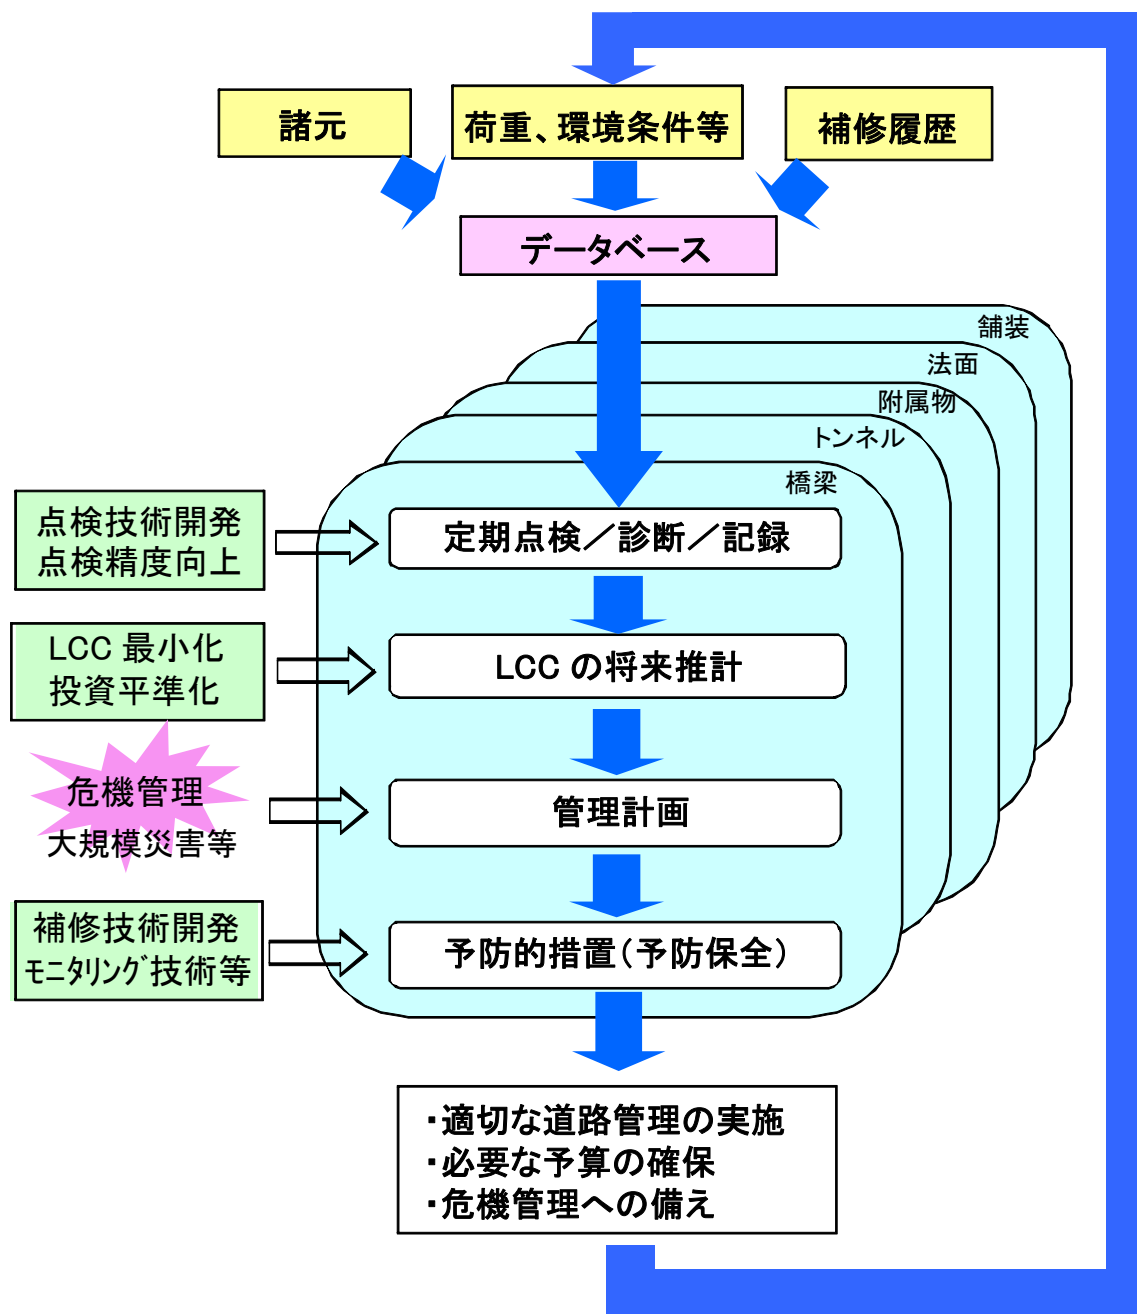 諸元
荷重、環境条件等
補修履歴
データベース
舗装
法面
附属物
トンネル
橋梁
点検技術開発
点検精度向上
定期点検／診断／記録
LCC 最小化
投資平準化
LCC の将来推計
危機管理
大規模災害等
管理計画
補修技術開発
ﾓﾆﾀﾘﾝｸﾞ技術等
予防的措置（予防保全）
・適切な道路管理の実施
・必要な予算の確保
・危機管理への備え